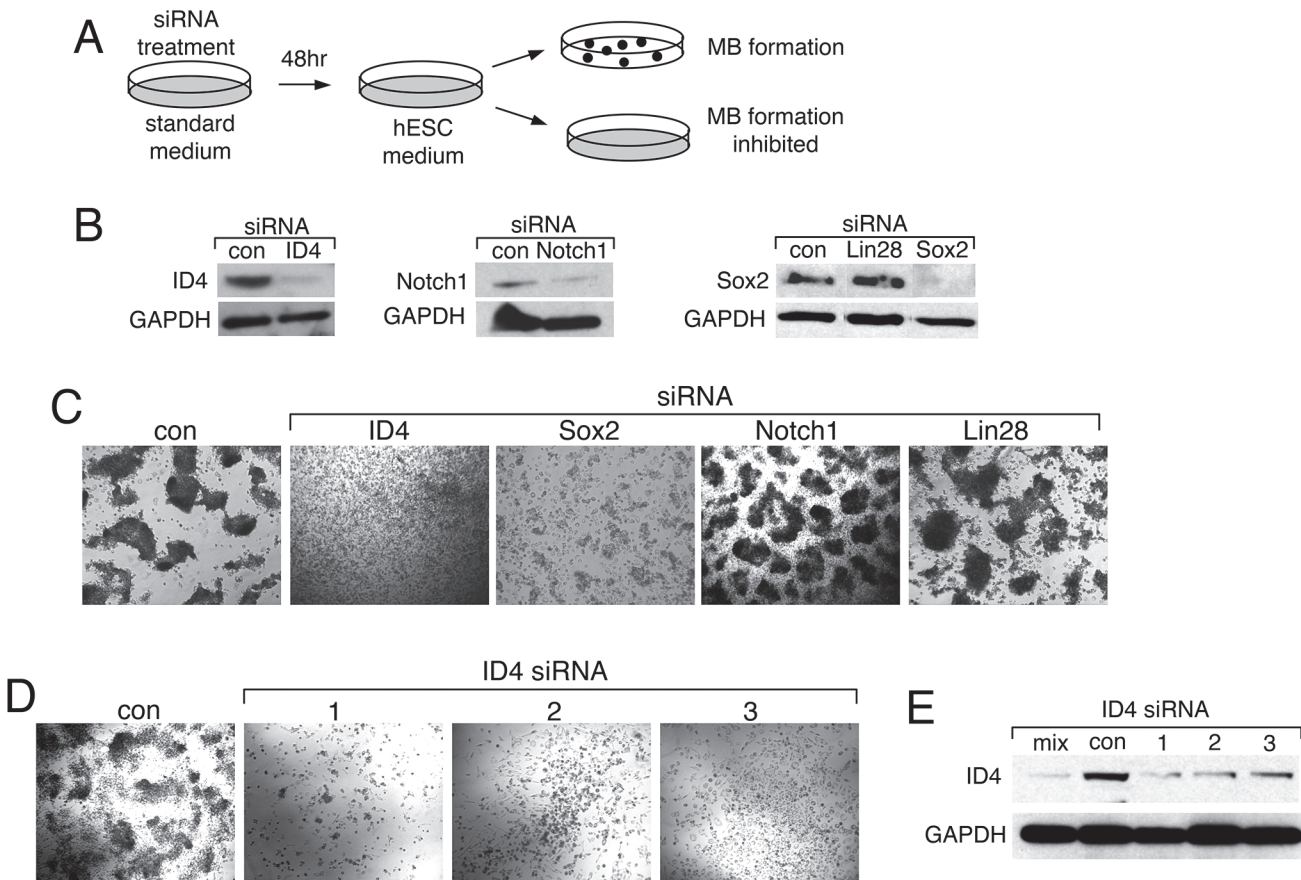 A
siRNA
treatment
standard
medium
48hr
hESC
medium
MB formation
MB formation
inhibited
B
siRNA
con ID4
ID4
GAPDH
siRNA
con Notch1
Notch1
GAPDH
siRNA
con Lin28 Sox2
Sox2
GAPDH
C
siRNA
con ID4 Sox2 Notch1 Lin28
D
ID4 siRNA
con 1 2 3
E
ID4 siRNA
mix con 1 2 3
ID4
GAPDH